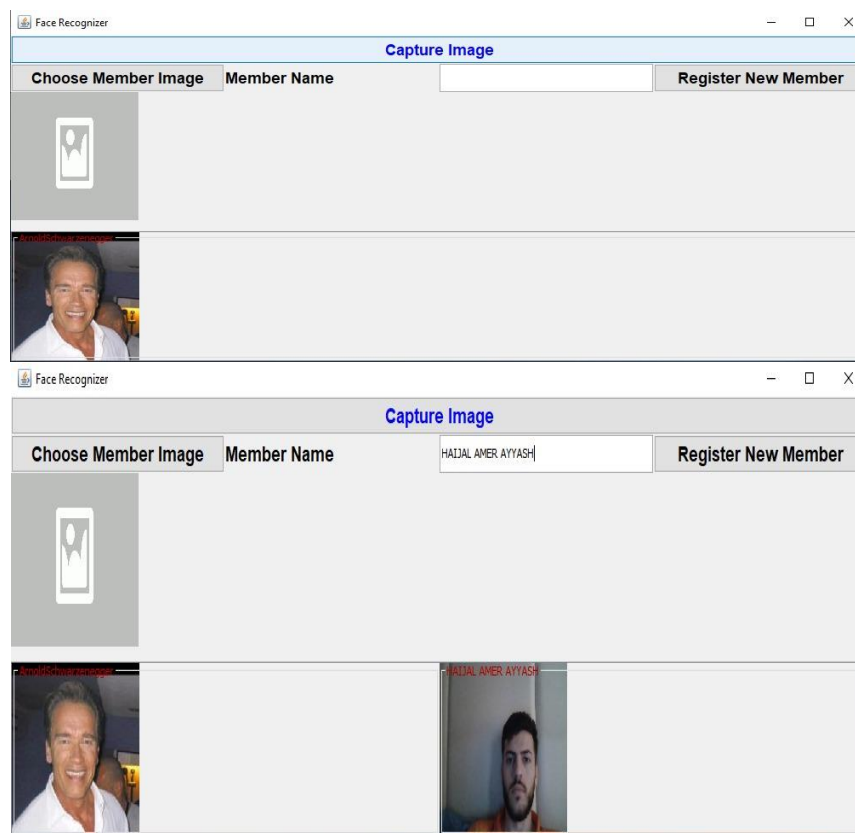 Face Recognizer
Capture Image
Choose Member Image Member Name Register New Member
ArnoldSchwarzenegger
Face Recognizer
Capture Image
Choose Member Image Member Name HAIJAL AMER AYYASH Register New Member
ArnoldSchwarzenegger HAIJAL AMER AYYASH